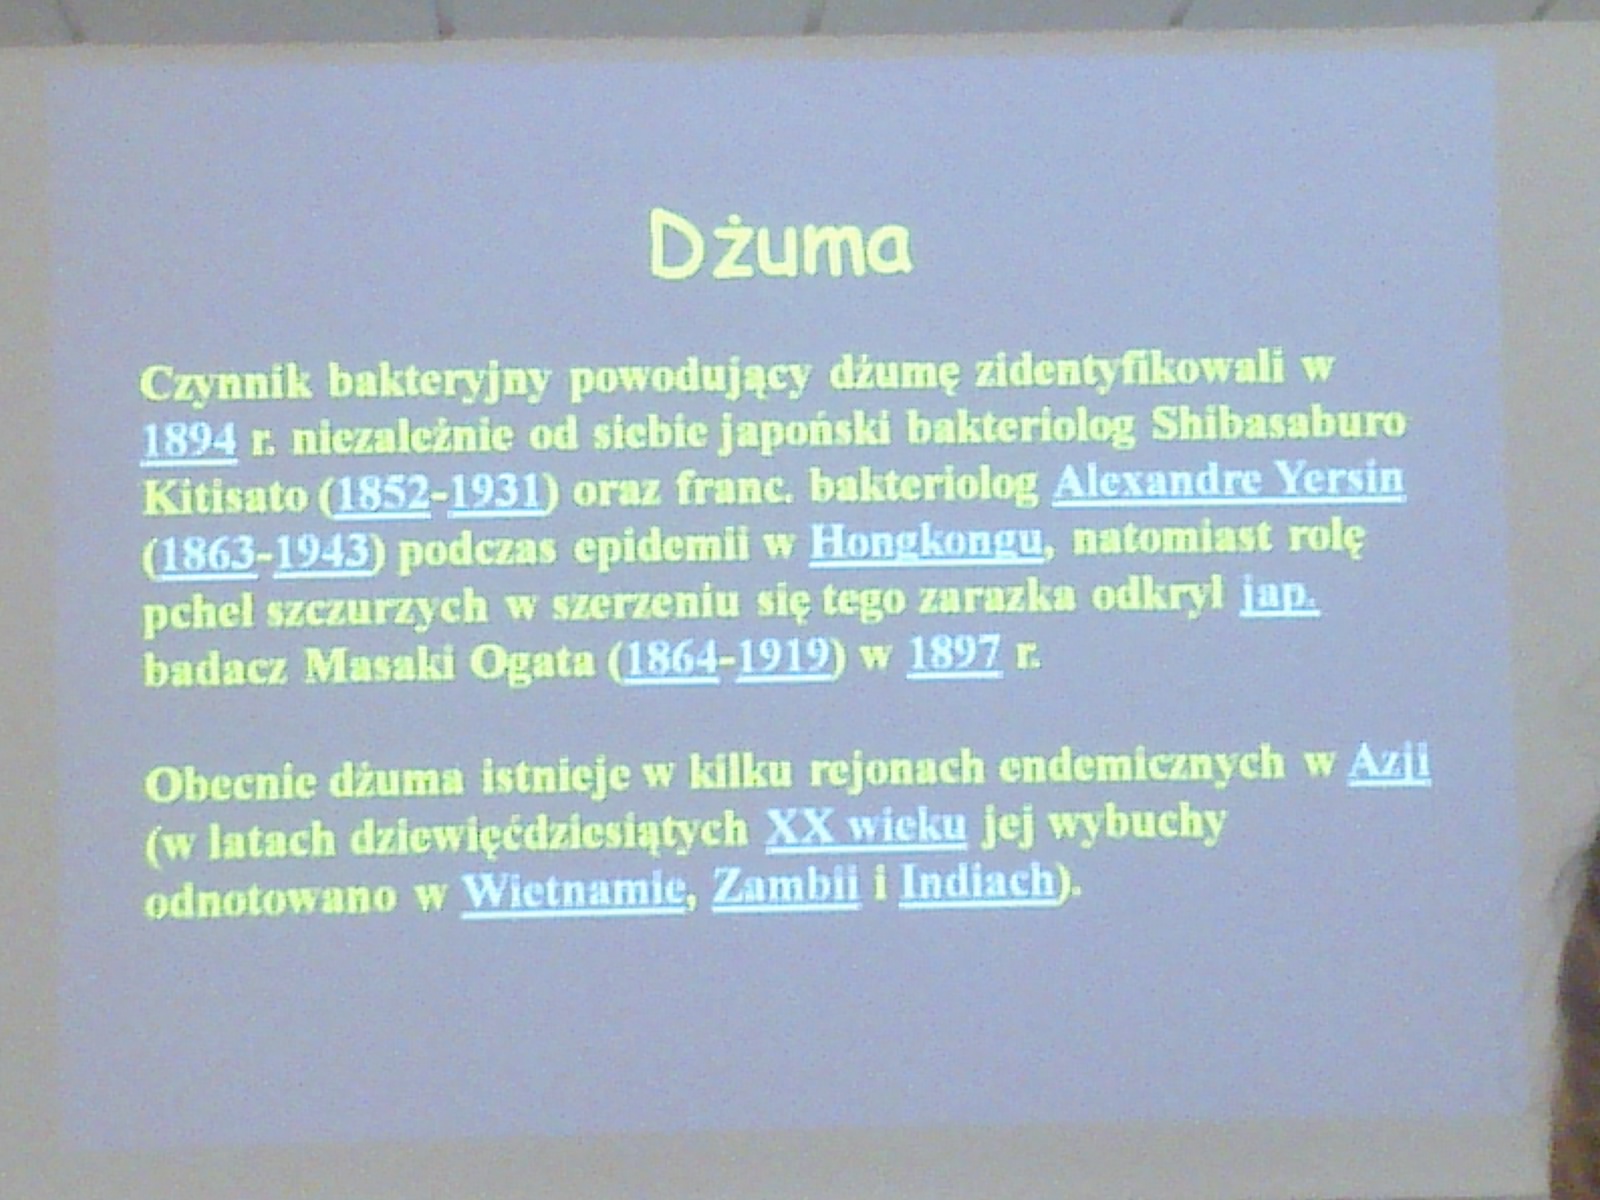 Dżuma
Czynnik bakteryjny powodujący dżumę zidentyfikowali w
1894 r. niezależnie od siebie japoński bakteriolog Shibasaburo
Kitisato (1852-1931) oraz franc. bakteriolog Alexandre Yersin
(1863-1943) podczas epidemii w Hongkongu, natomiast rolę
pcheł szczurzych w szerzeniu się tego zarazka odkrył jap.
badacz Masaki Ogata (1864-1919) w 1897 r.
Obecnie dżuma istnieje w kilku rejonach endemicznych w Azji
(w latach dziewięćdziesiątych XX wieku jej wybuchy
odnotowano w Wietnamie, Zambii i Indiach).